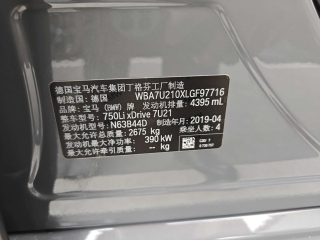 德国宝马汽车集团丁格芬工厂制造
制造国：德国 WBA7U210XLGF97716
品牌：宝马（BMW）牌 发动机排量：4395 mL
整车型号：750Li xDrive 7U21
发动机型号：N63B44D 制造年月：2019-04
最大允许总质量：2675 kg 乘坐人数：4
发动机最大净功率：390 kW
最大允许牵引质量：-- kg